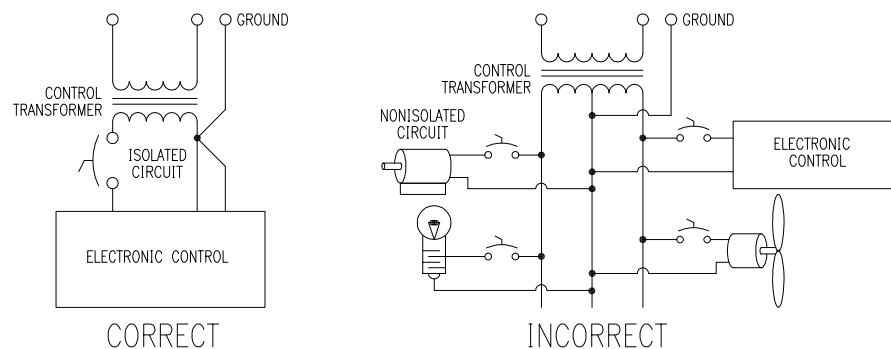 GROUND
CONTROL
TRANSFORMER
ISOLATED
CIRCUIT
ELECTRONIC CONTROL
CORRECT
GROUND
CONTROL
TRANSFORMER
NONISOLATED
CIRCUIT
ELECTRONIC
CONTROL
INCORRECT